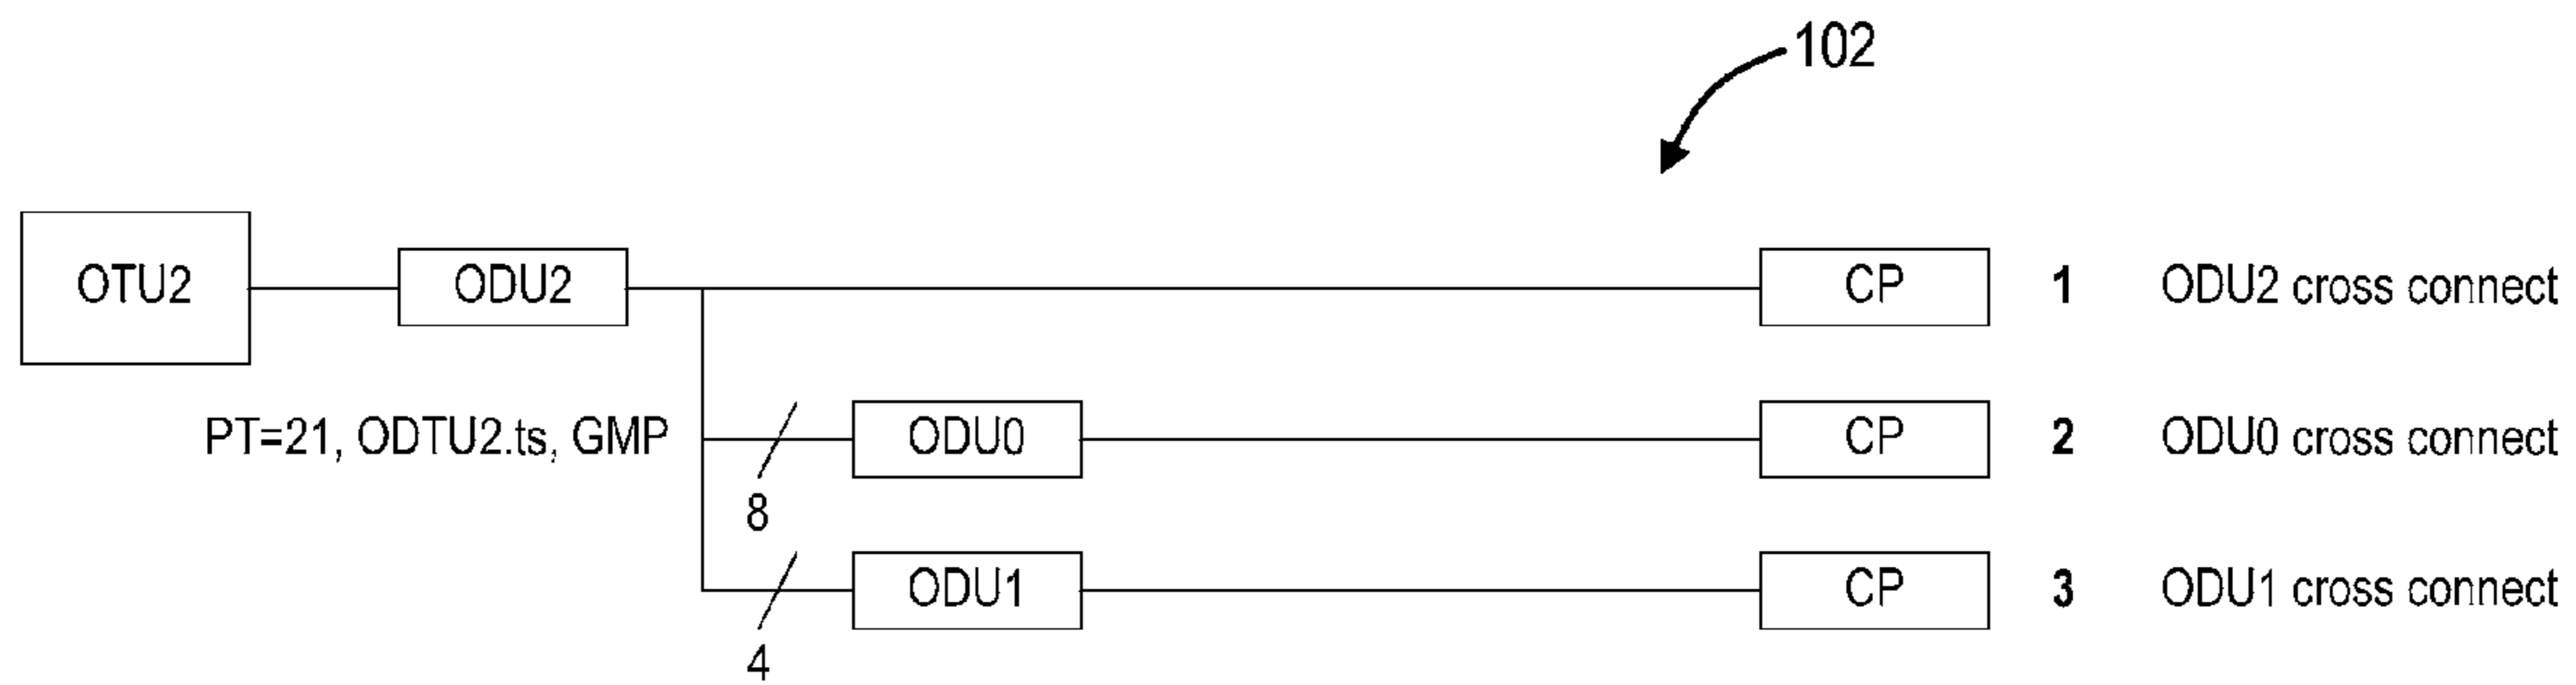 102
OTU2 ODU2 CP 1 ODU2 cross connect
PT=21, ODTU2.ts, GMP ODU0 CP 2 ODU0 cross connect
8
ODU1 CP 3 ODU1 cross connect
4